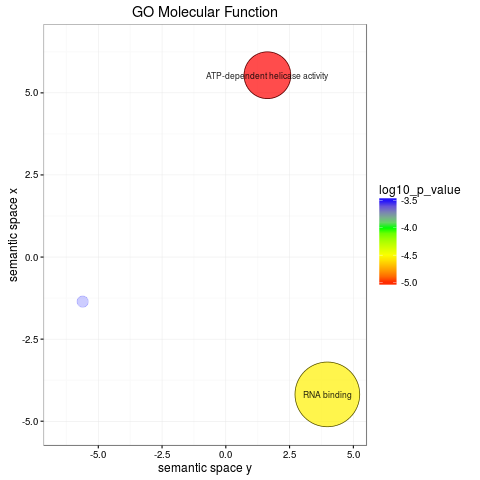 GO Molecular Function
ATP-dependent helicase activity
RNA binding
5.0
2.5
0.0
-2.5
-5.0
semantic space x
-5.0
-2.5
0.0
2.5
5.0
semantic space y
log10_p_value
-3.5
-4.0
-4.5
-5.0